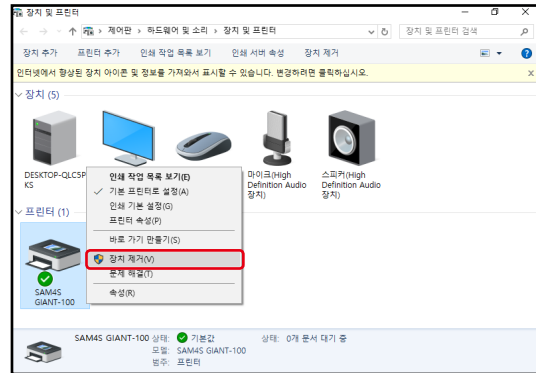 장치 및 프린터
제어판 › 하드웨어 및 소리 › 장치 및 프린터
장치 및 프린터 검색
장치 추가 프린터 추가 인쇄 작업 목록 보기 인쇄 서버 속성 장치 제거
인터넷에서 향상된 장치 아이콘 및 정보를 가져와서 표시할 수 있습니다. 변경하려면 클릭하십시오.
장치 (5)
DESKTOP-QLC5P
KS
마이크(High
Definition Audio
장치)
스피커(High
Definition Audio
장치)
인쇄 작업 목록 보기(E)
기본 프린터로 설정(A)
인쇄 기본 설정(G)
프린터 속성(P)
바로 가기 만들기(S)
장치 제거(V)
문제 해결(T)
속성(R)
프린터 (1)
SAM4S
GIANT-100
SAM4S GIANT-100 상태: 기본값 상태: 0개 문서 대기 중
모델: SAM4S GIANT-100
범주: 프린터